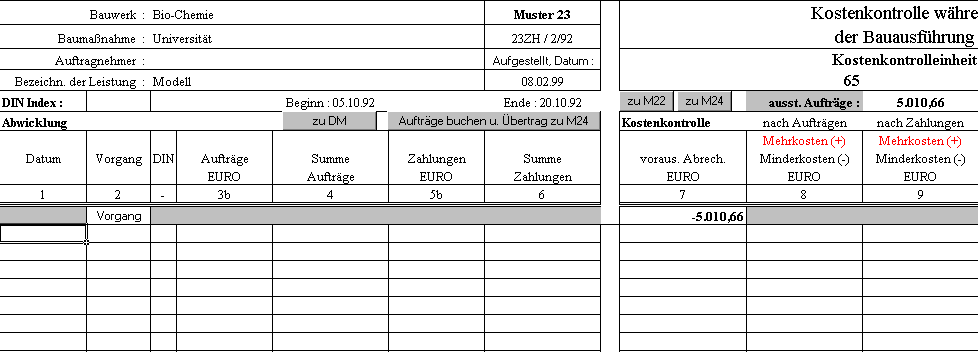 Bauwerk : Bio-Chemie Muster 23 Kostenkontrolle währe
Baumaßnahme : Universität 23ZH / 2/92 der Bauausführung
Auftragnehmer : Aufgestellt, Datum : Kostenkontrolleinheit
Bezeichn. der Leistung : Modell 08.02.99 65
DIN Index : Beginn : 05.10.92 Ende : 20.10.92 zu M22 zu M24 ausst. Aufträge : 5.010,66
Abwicklung zu DM Aufträge buchen u. Übertrag zu M24 Kostenkontrolle nach Aufträgen nach Zahlungen
Mehrkosten (+) Mehrkosten (+)
Datum Vorgang DIN Aufträge Summe Zahlungen Summe voraus. Abrech. Minderkosten (-) Minderkosten (-)
EURO Aufträge EURO Zahlungen EURO EURO EURO
1 2 - 3b 4 5b 6 7 8 9
Vorgang -5.010,66